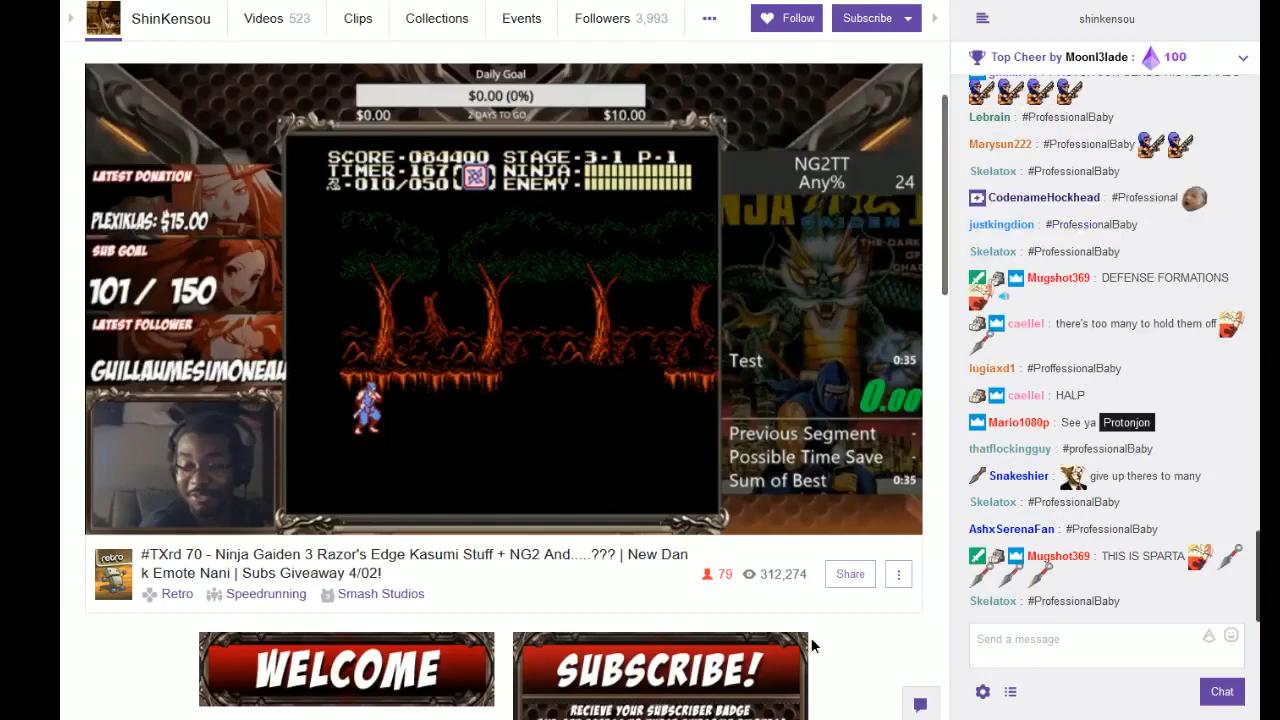 ShinKensou Videos 523 Clips Collections Events Followers 3,993 Follow Subscribe
shinkensou
Top Cheer by Moonl3lade : 100
Daily Goal
$0.00 (0%)
$0.00 2 DAYS TO GO $10.00
LATEST DONATION
PLEXIKLAS: $15.00
SUB GOAL
101 / 150
LATEST FOLLOWER
GUILLAUMESIMONEAU
SCORE-084400 STAGE-3-1 P-1
TIMER-167 NINJA-
-010/050 ENEMY-
NG2TT
Any% 24
Test 0:35
0.00
Previous Segment -
Possible Time Save -
Sum of Best 0:35
#TXrd 70 - Ninja Gaiden 3 Razor's Edge Kasumi Stuff + NG2 And.....??? | New Dan
k Emote Nani | Subs Giveaway 4/02!
79 312,274 Share
retro
Retro Speedrunning Smash Studios
WELCOME
SUBSCRIBE!
RECIEVE YOUR SUBSCRIBER BADGE
Lebrain : #ProfessionalBaby
Marysun222 : #ProfessionalBaby
Skelatox : #ProfessionalBaby
CodenameHockhead : #Professional
justkingdion : #ProfessionalBaby
Skelatox : #ProfessionalBaby
Mugshot369 : DEFENSE FORMATIONS
caellel : there's too many to hold them off
lugiaxd1 : #ProffessionalBaby
caellel : HALP
Mario1080p : See ya Protonjon
thatflockingguy : #professionalBaby
Snakeshier : give up theres to many
Skelatox : #ProfessionalBaby
AshxSerenaFan : #ProfessionalBaby
Mugshot369 : THIS IS SPARTA
Skelatox : #ProfessionalBaby
Send a message
Chat